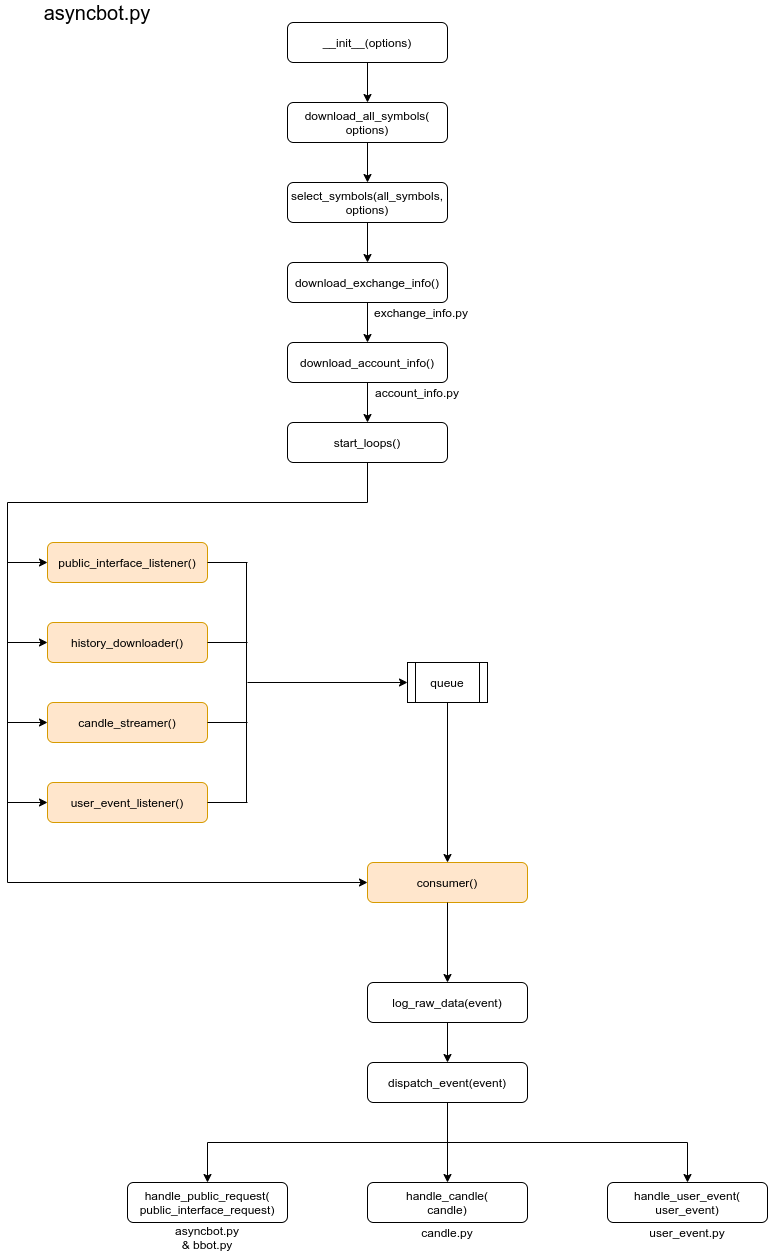 asyncbot.py
__init__(options)
download_all_symbols(
options)
select_symbols(all_symbols,
options)
download_exchange_info()
exchange_info.py
download_account_info()
account_info.py
start_loops()
public_interface_listener()
history_downloader()
queue
candle_streamer()
user_event_listener()
consumer()
log_raw_data(event)
dispatch_event(event)
handle_public_request(
public_interface_request)
asyncbot.py
& bbot.py
handle_candle(
candle)
candle.py
handle_user_event(
user_event)
user_event.py